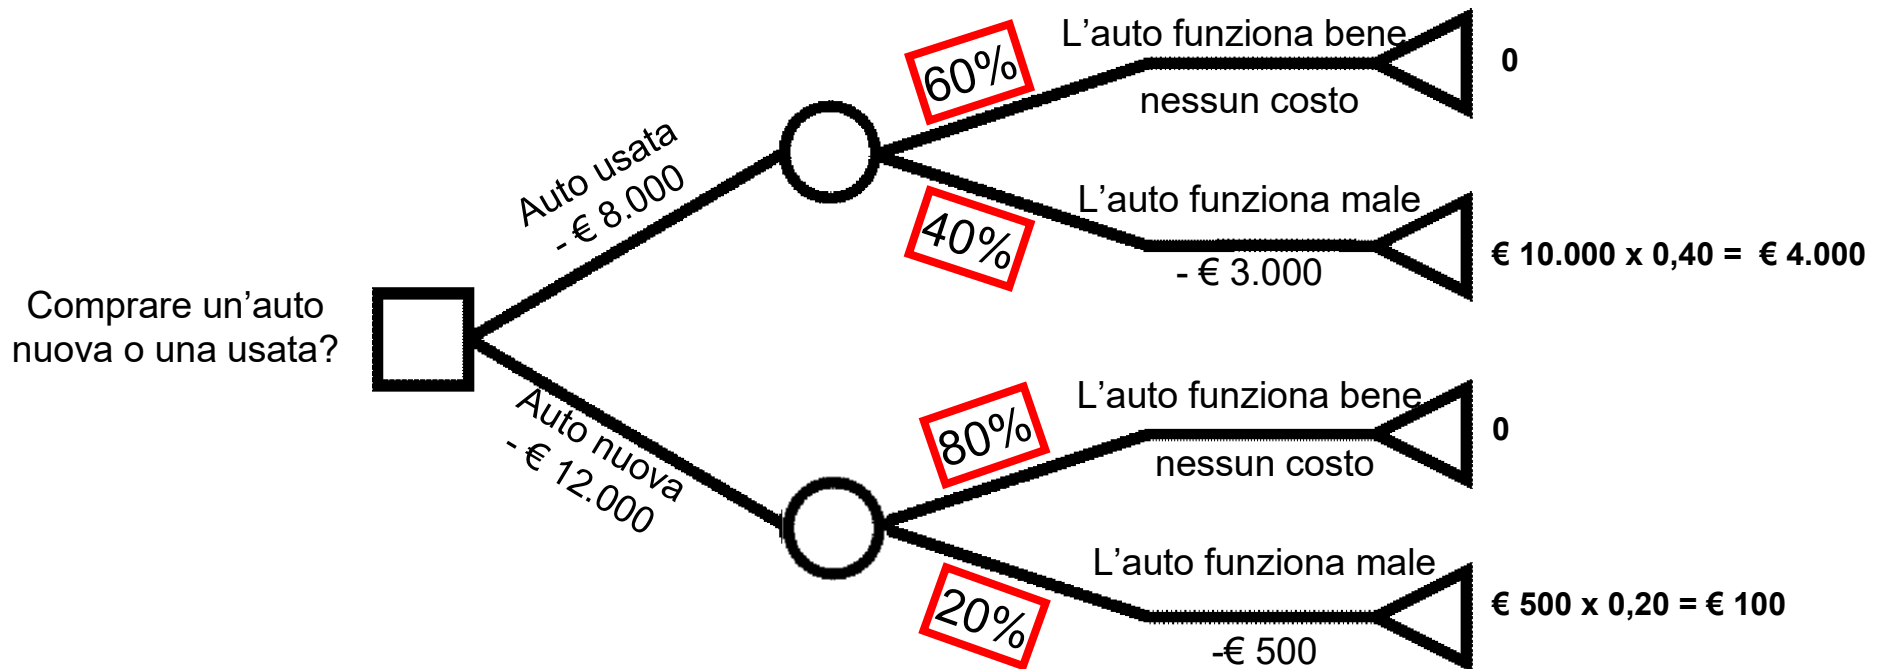 Comprare un'auto
nuova o una usata?
Auto usata
- € 8.000
60%
L'auto funziona bene
nessun costo
0
40%
L'auto funziona male
- € 3.000
€ 10.000 x 0,40 = € 4.000
Auto nuova
- € 12.000
80%
L'auto funziona bene
nessun costo
0
20%
L'auto funziona male
-€ 500
€ 500 x 0,20 = € 100